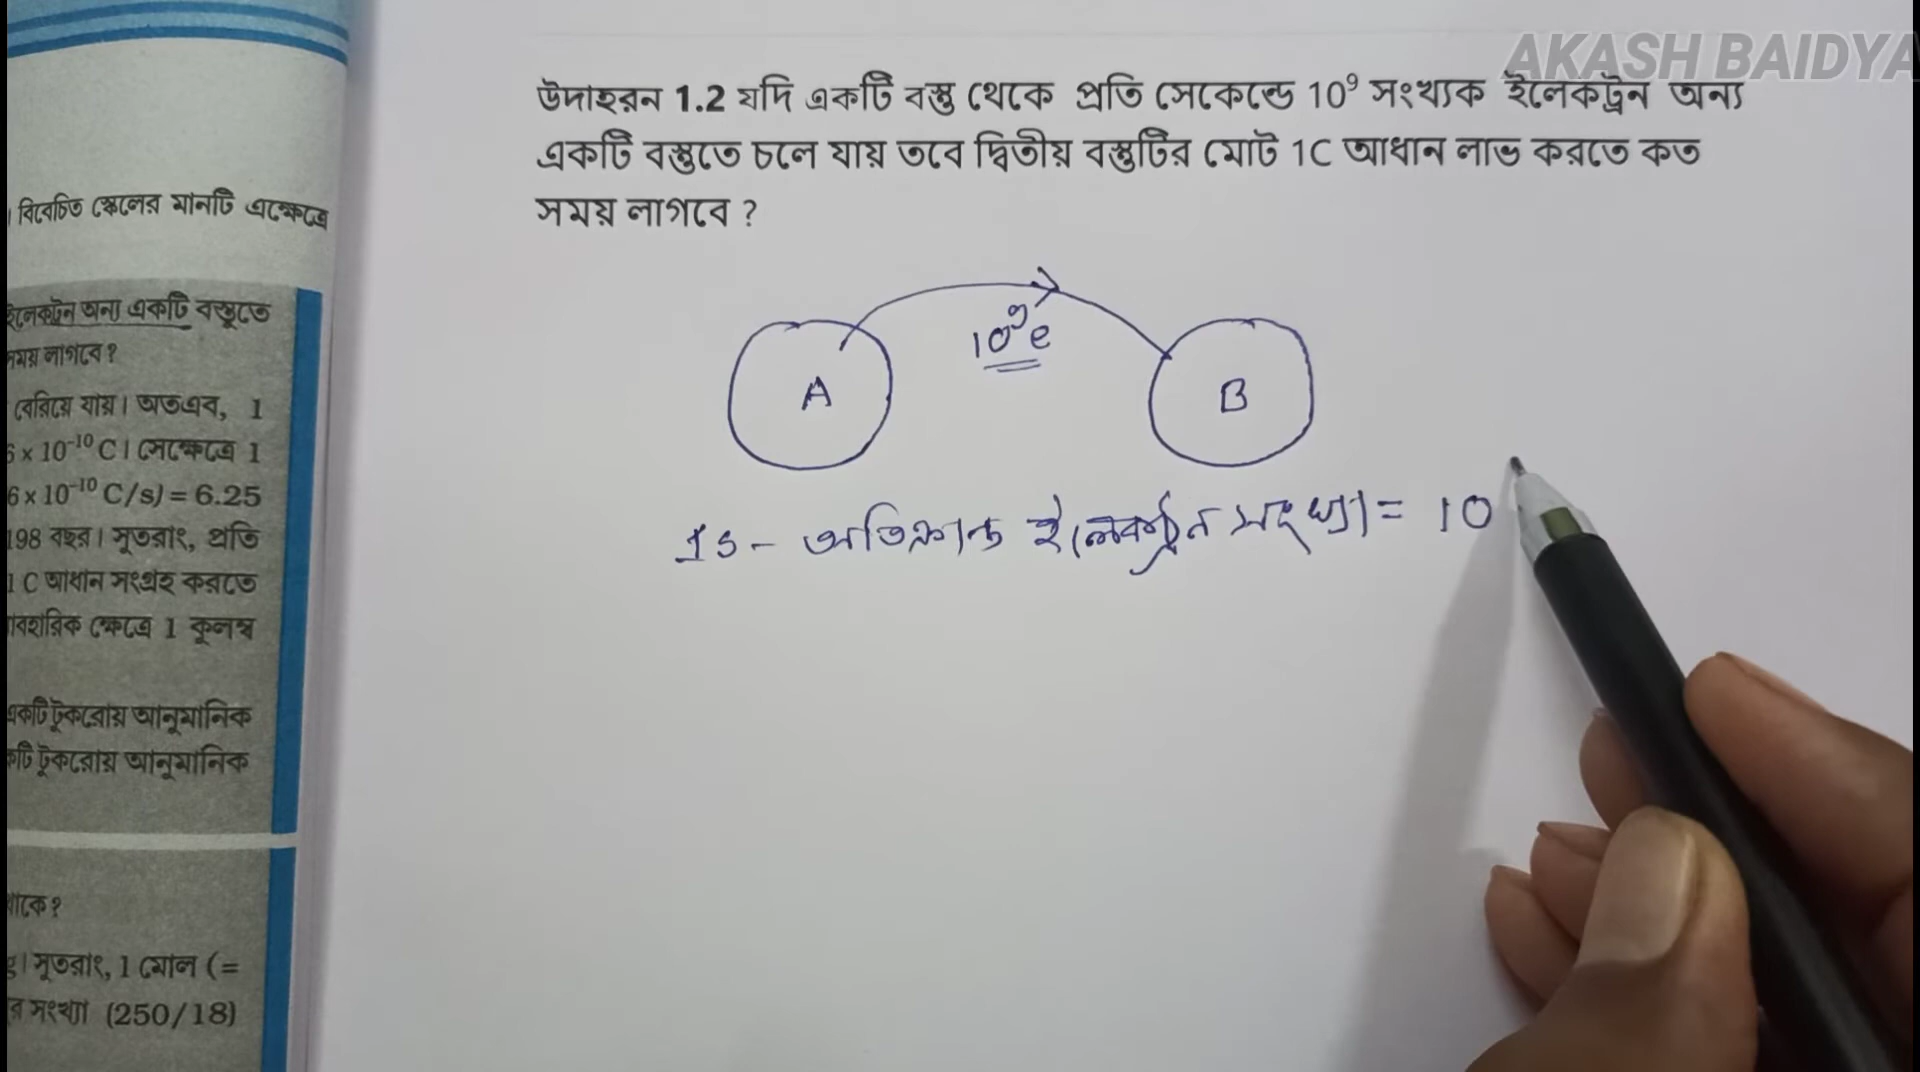 AKASH BAIDYA
উদাহরন 1.2 যদি একটি বস্তু থেকে প্রতি সেকেন্ডে 10⁹ সংখ্যক ইলেকট্রন অন্য
একটি বস্তুতে চলে যায় তবে দ্বিতীয় বস্তুটির মোট 1C আধান লাভ করতে কত
সময় লাগবে ?
10⁹e
A
B
1s – অতিক্রান্ত ইলেকট্রন সংখ্যা = 10
। বিবেচিত স্কেলের মানটি এক্ষেত্রে
ইলেকট্রন অন্য একটি বস্তুতে
সময় লাগবে?
বেরিয়ে যায়। অতএব, 1
6 × 10⁻¹⁰ C। সেক্ষেত্রে 1
6 × 10⁻¹⁰ C/s) = 6.25
198 বছর। সুতরাং, প্রতি
1 C আধান সংগ্রহ করতে
ব্যবহারিক ক্ষেত্রে 1 কুলম্ব
একটি টুকরোয় আনুমানিক
টি টুকরোয় আনুমানিক
থাকে?
g। সুতরাং, 1 মোল (=
র সংখ্যা (250/18)